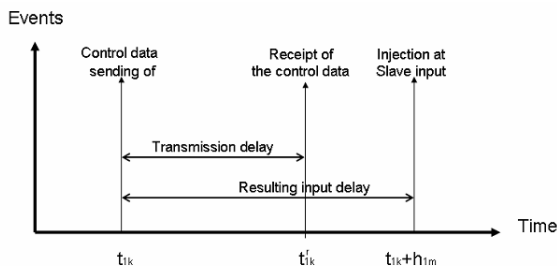 Events
Control data
sending of
Receipt of
the control data
Injection at
Slave input
Transmission delay
Resulting input delay
Time
t1k
t1k^r
t1k+h1m